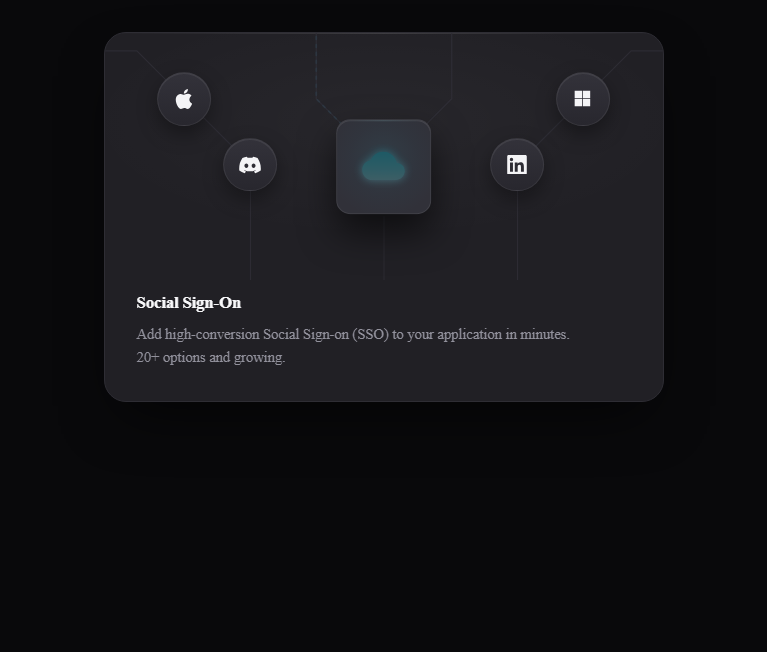 in
Social Sign-On
Add high-conversion Social Sign-on (SSO) to your application in minutes.
20+ options and growing.